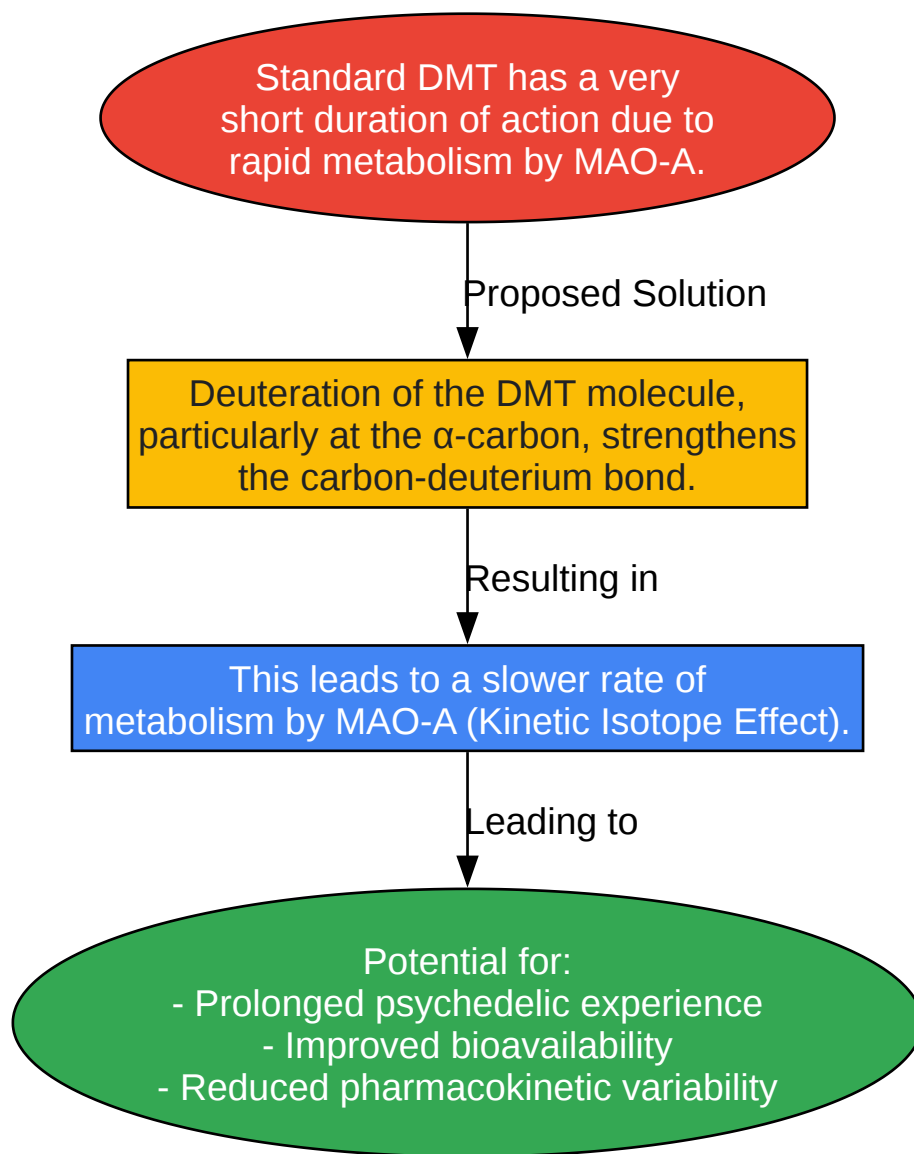 Standard DMT has a very
short duration of action due to
rapid metabolism by MAO-A.
Proposed Solution
Deuteration of the DMT molecule,
particularly at the α-carbon, strengthens
the carbon-deuterium bond.
Resulting in
This leads to a slower rate of
metabolism by MAO-A (Kinetic Isotope Effect).
Leading to
Potential for:
- Prolonged psychedelic experience
- Improved bioavailability
- Reduced pharmacokinetic variability